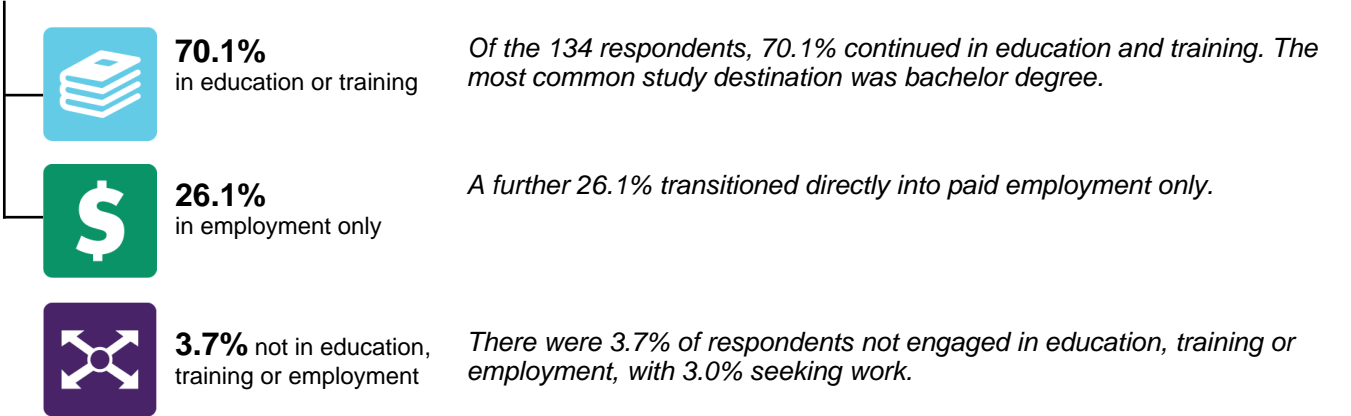 70.1%
in education or training
Of the 134 respondents, 70.1% continued in education and training. The
most common study destination was bachelor degree.
$
26.1%
in employment only
A further 26.1% transitioned directly into paid employment only.
3.7% not in education,
training or employment
There were 3.7% of respondents not engaged in education, training or
employment, with 3.0% seeking work.